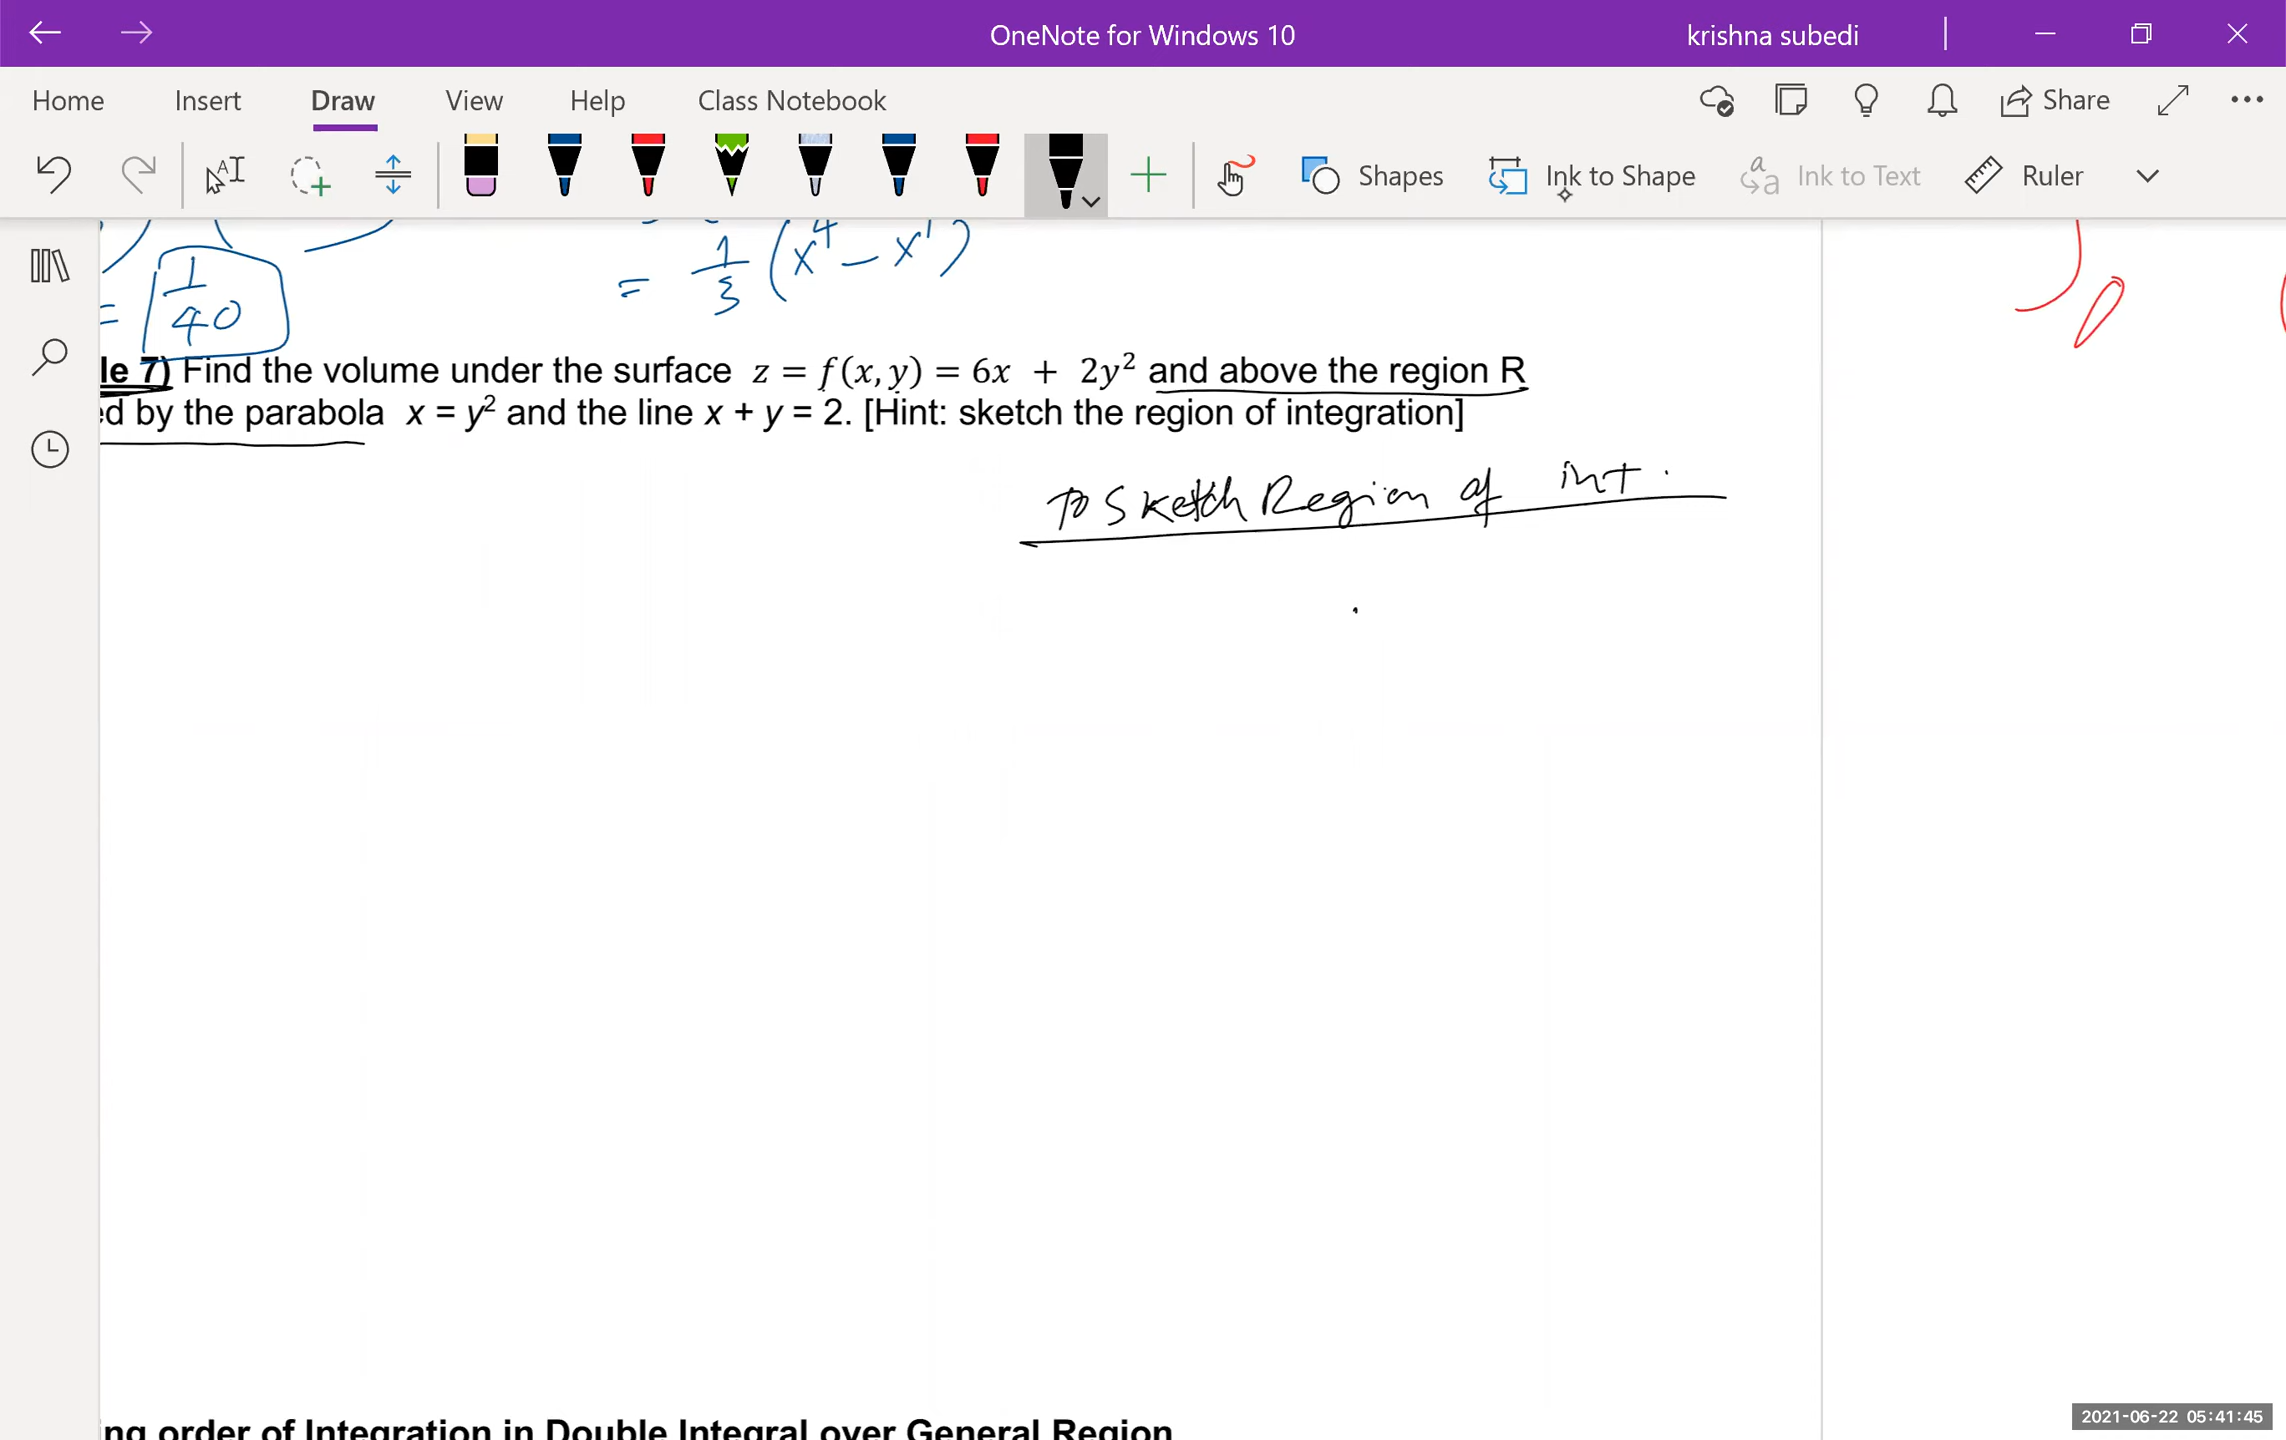 OneNote for Windows 10
krishna subedi
Home Insert Draw View Help Class Notebook
Share
Shapes Ink to Shape Ink to Text Ruler
= 1/3 (x⁴ – x')
= 1/40
le 7) Find the volume under the surface z = f(x, y) = 6x + 2y² and above the region R
ed by the parabola x = y² and the line x + y = 2. [Hint: sketch the region of integration]
To Sketch Region of int.
ng order of Integration in Double Integral over General Region
2021-06-22 05:41:45